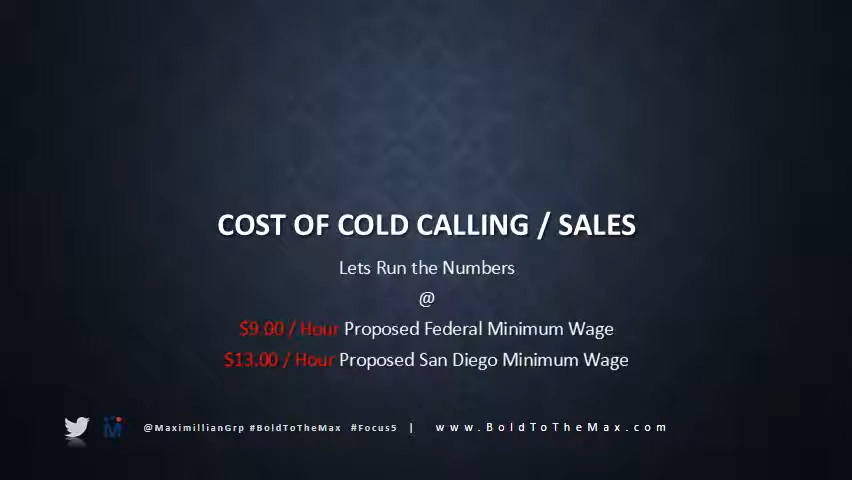 COST OF COLD CALLING / SALES
Lets Run the Numbers
@
$9.00 / Hour Proposed Federal Minimum Wage
$13.00 / Hour Proposed San Diego Minimum Wage
@MaximillianGrp #BoldToTheMax #Focus5 | www.BoldToTheMax.com